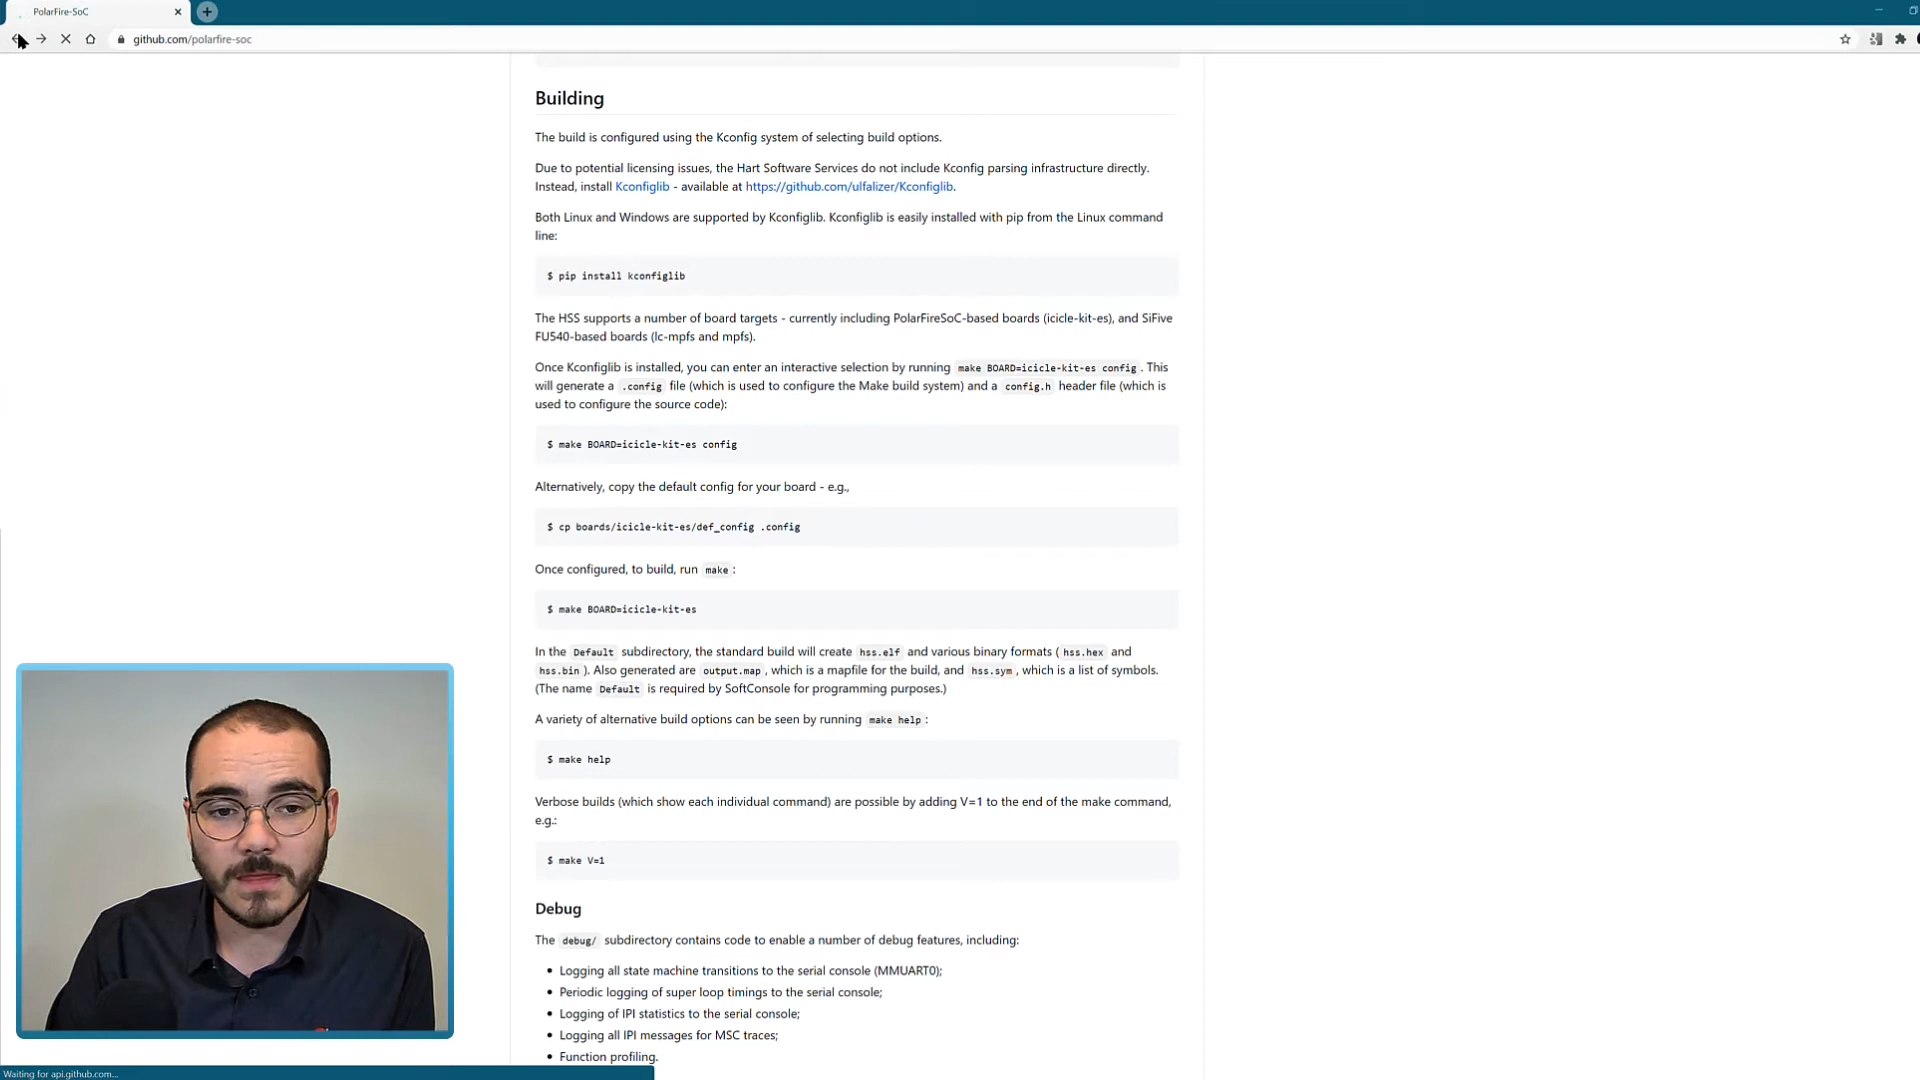 PolarFire-SoC
github.com/polarfire-soc
Building
The build is configured using the Kconfig system of selecting build options.
Due to potential licensing issues, the Hart Software Services do not include Kconfig parsing infrastructure directly.
Instead, install Kconfiglib - available at https://github.com/ulfalizer/Kconfiglib.
Both Linux and Windows are supported by Kconfiglib. Kconfiglib is easily installed with pip from the Linux command
line:
$ pip install kconfiglib
The HSS supports a number of board targets - currently including PolarFireSoC-based boards (icicle-kit-es), and SiFive
FU540-based boards (lc-mpfs and mpfs).
Once Kconfiglib is installed, you can enter an interactive selection by running make BOARD=icicle-kit-es config. This
will generate a .config file (which is used to configure the Make build system) and a config.h header file (which is
used to configure the source code):
$ make BOARD=icicle-kit-es config
Alternatively, copy the default config for your board - e.g.,
$ cp boards/icicle-kit-es/def_config .config
Once configured, to build, run make:
$ make BOARD=icicle-kit-es
In the Default subdirectory, the standard build will create hss.elf and various binary formats (hss.hex and
hss.bin). Also generated are output.map, which is a mapfile for the build, and hss.sym, which is a list of symbols.
(The name Default is required by SoftConsole for programming purposes.)
A variety of alternative build options can be seen by running make help:
$ make help
Verbose builds (which show each individual command) are possible by adding V=1 to the end of the make command,
e.g.:
$ make V=1
Debug
The debug/ subdirectory contains code to enable a number of debug features, including:
• Logging all state machine transitions to the serial console (MMUART0);
• Periodic logging of super loop timings to the serial console;
• Logging of IPI statistics to the serial console;
• Logging all IPI messages for MSC traces;
• Function profiling.
Waiting for api.github.com...